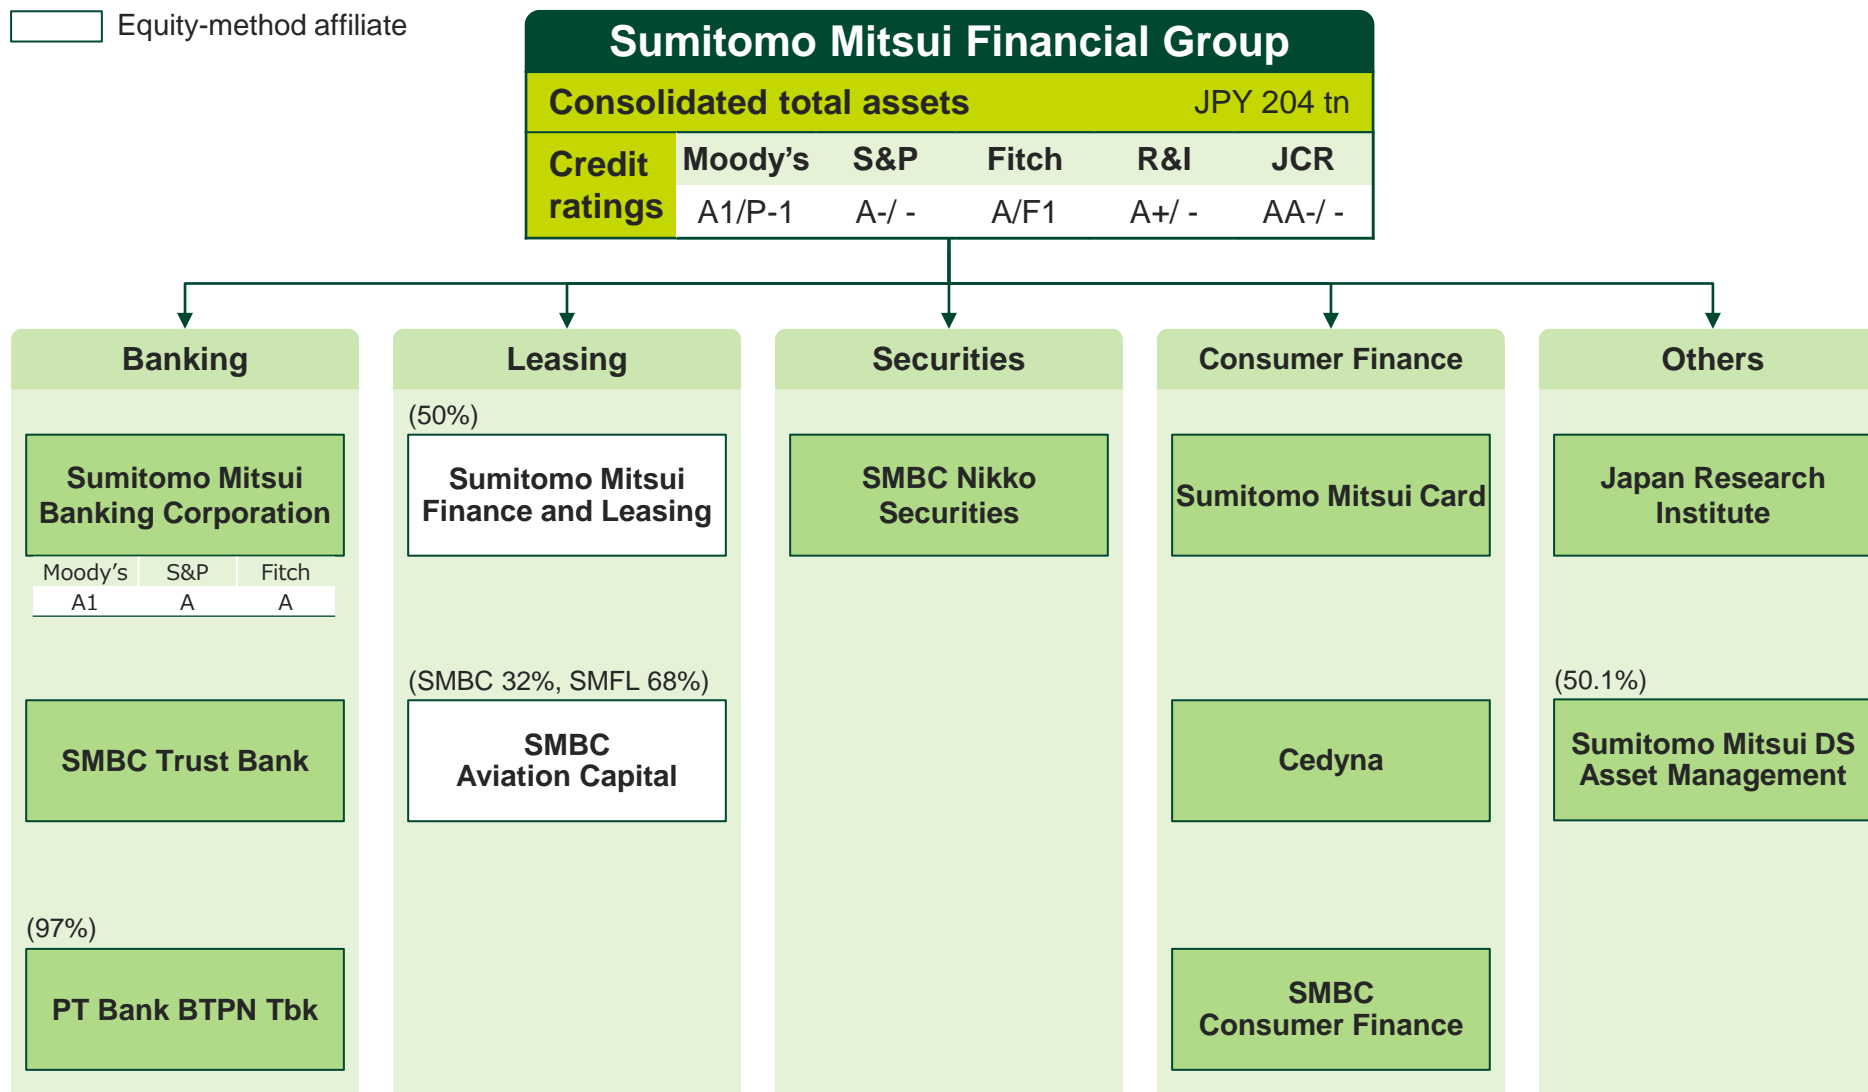 Equity-method affiliate
Sumitomo Mitsui Financial Group
Consolidated total assets JPY 204 tn
Credit ratings
Moody’s S&P Fitch R&I JCR
A1/P-1 A-/ - A/F1 A+/ - AA-/ -
Banking
Sumitomo Mitsui
Banking Corporation
Moody’s S&P Fitch
A1 A A
SMBC Trust Bank
(97%)
PT Bank BTPN Tbk
Leasing
(50%)
Sumitomo Mitsui
Finance and Leasing
(SMBC 32%, SMFL 68%)
SMBC
Aviation Capital
Securities
SMBC Nikko
Securities
Consumer Finance
Sumitomo Mitsui Card
Cedyna
SMBC
Consumer Finance
Others
Japan Research
Institute
(50.1%)
Sumitomo Mitsui DS
Asset Management